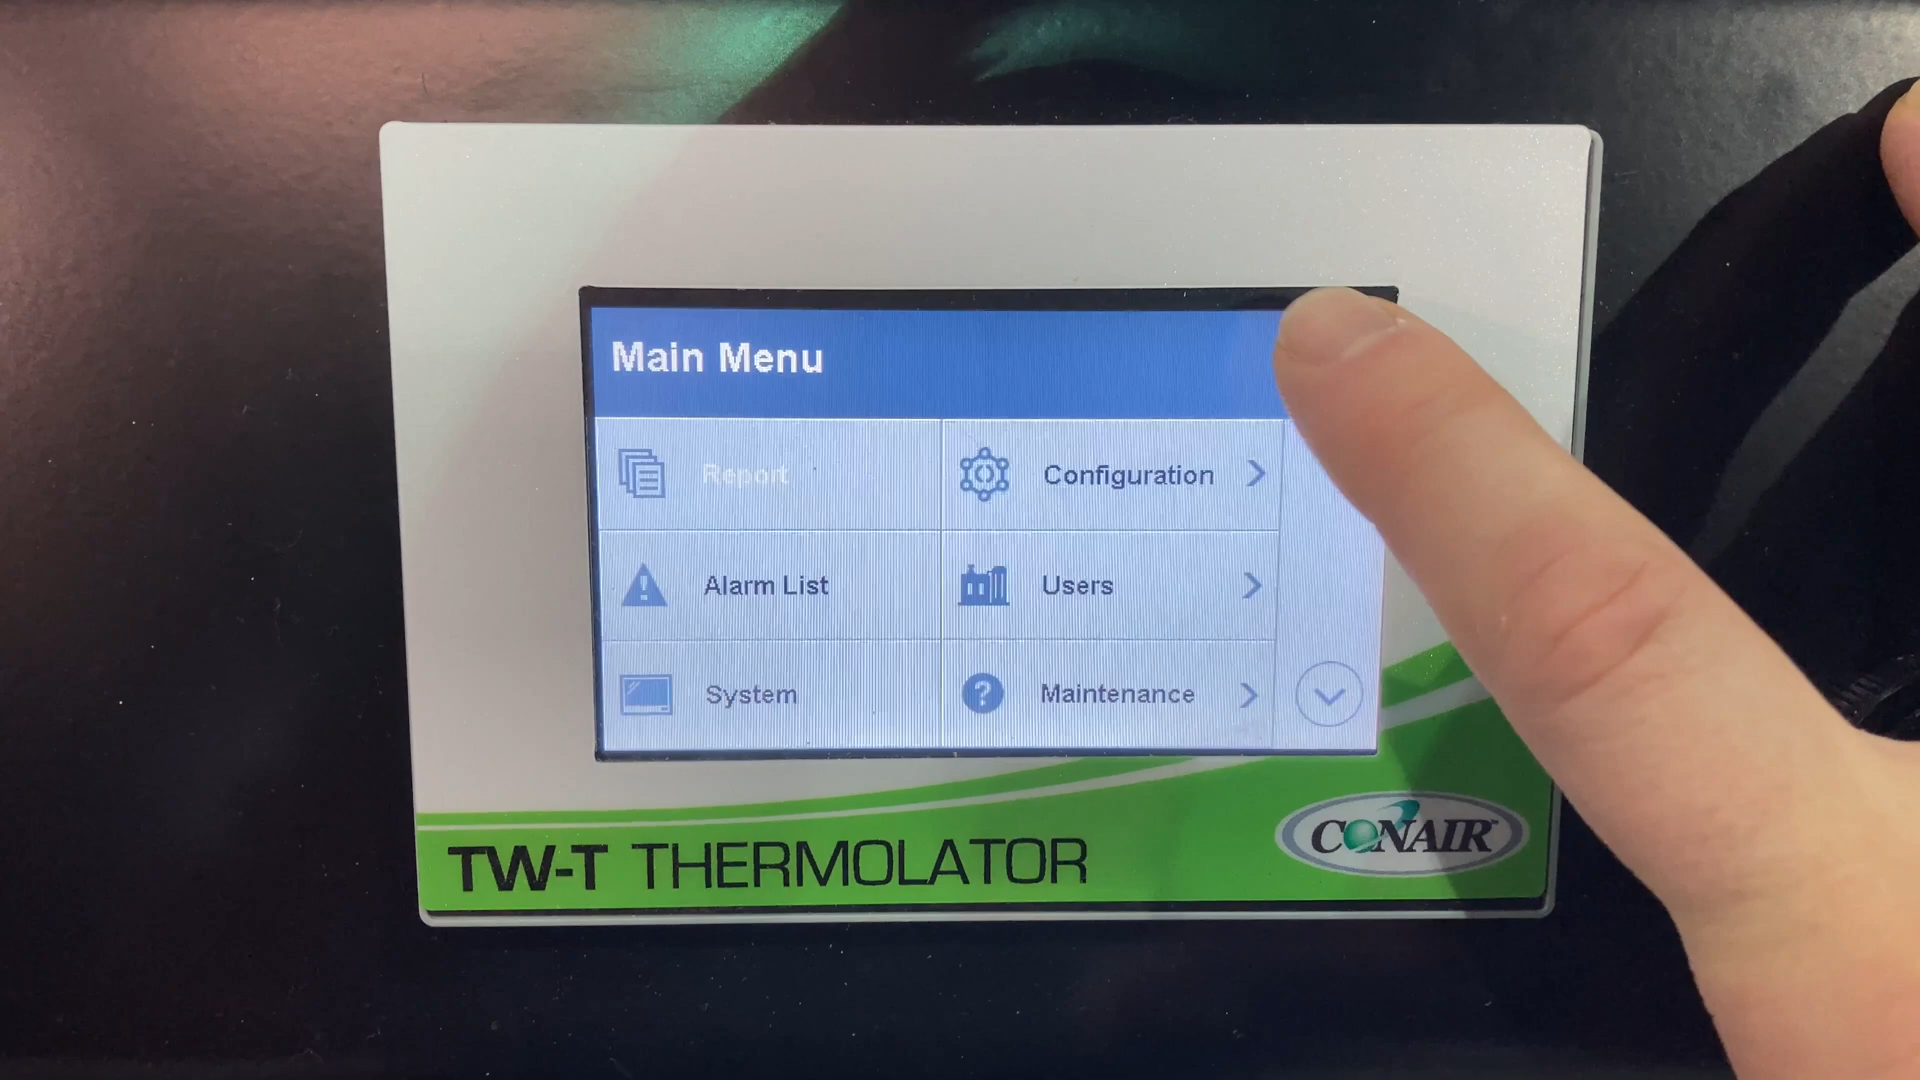 Main Menu
Report
Configuration
Alarm List
Users
System
Maintenance
TW-T THERMOLATOR
CONAIR